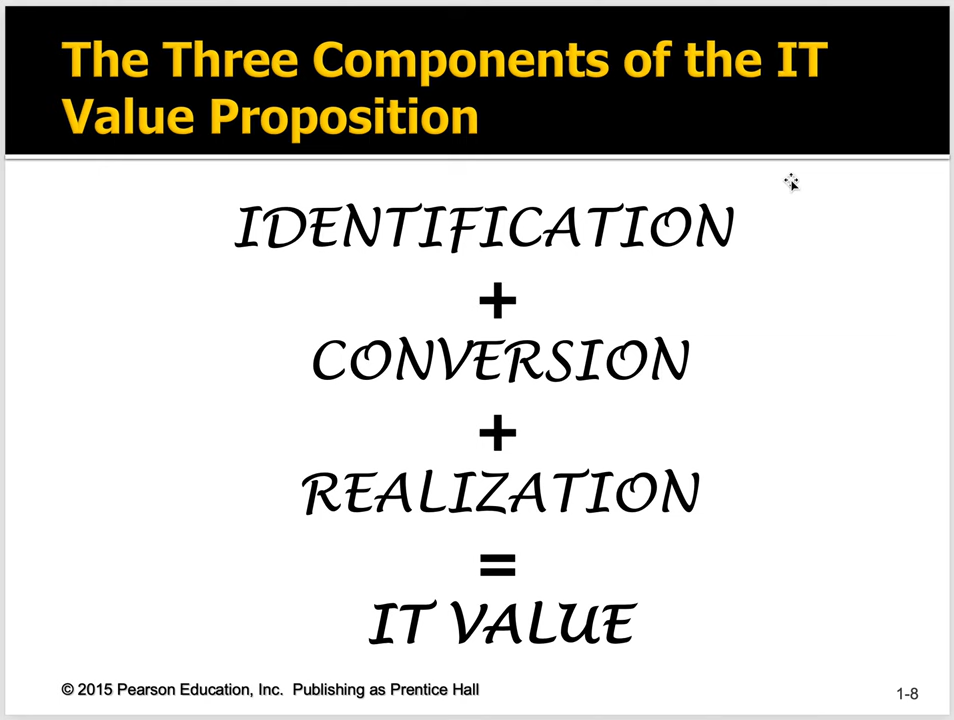 The Three Components of the IT
Value Proposition
IDENTIFICATION
+
CONVERSION
+
REALIZATION
=
IT VALUE
© 2015 Pearson Education, Inc. Publishing as Prentice Hall
1-8